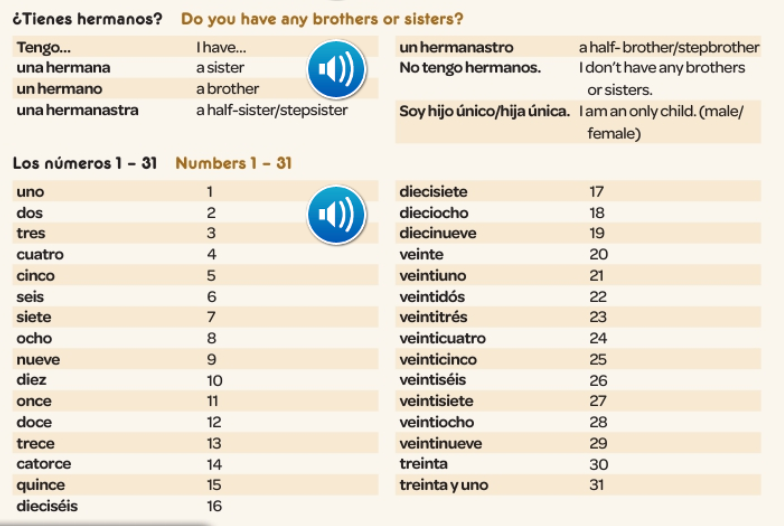 ¿Tienes hermanos? Do you have any brothers or sisters?
Tengo... I have...
una hermana a sister
un hermano a brother
una hermanastra a half-sister/stepsister
un hermanastro a half- brother/stepbrother
No tengo hermanos. I don't have any brothers
or sisters.
Soy hijo único/hija única. I am an only child. (male/
female)
Los números 1 – 31 Numbers 1 – 31
uno 1
dos 2
tres 3
cuatro 4
cinco 5
seis 6
siete 7
ocho 8
nueve 9
diez 10
once 11
doce 12
trece 13
catorce 14
quince 15
dieciséis 16
diecisiete 17
dieciocho 18
diecinueve 19
veinte 20
veintiuno 21
veintidós 22
veintitrés 23
veinticuatro 24
veinticinco 25
veintiséis 26
veintisiete 27
veintiocho 28
veintinueve 29
treinta 30
treinta y uno 31